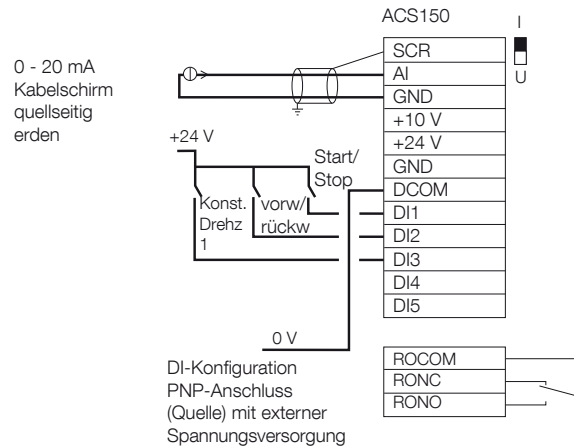 ACS150
I
U
0 - 20 mA
Kabelschirm
quellseitig
erden
SCR
AI
GND
+10 V
+24 V
GND
DCOM
DI1
DI2
DI3
DI4
DI5
+24 V
Start/
Stop
Konst.
Drehz
1
vorw/
rückw
0 V
DI-Konfiguration
PNP-Anschluss
(Quelle) mit externer
Spannungsversorgung
ROCOM
RONC
RONO